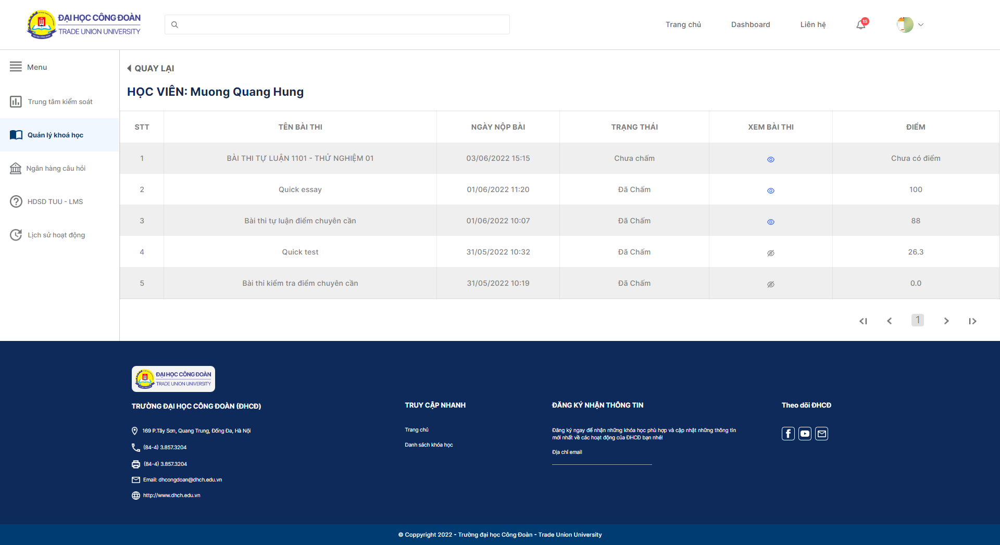 ĐẠI HỌC CÔNG ĐOÀN
TRADE UNION UNIVERSITY
Trang chủ
Dashboard
Liên hệ
15
Menu
Trung tâm kiểm soát
Quản lý khoá học
Ngân hàng câu hỏi
HDSD TUU - LMS
Lịch sử hoạt động
QUAY LẠI
HỌC VIÊN: Muong Quang Hung
STT TÊN BÀI THI NGÀY NỘP BÀI TRẠNG THÁI XEM BÀI THI ĐIỂM
1 BÀI THI TỰ LUẬN 1101 - THỬ NGHIỆM 01 03/06/2022 15:15 Chưa chấm Chưa có điểm
2 Quick essay 01/06/2022 11:20 Đã Chấm 100
3 Bài thi tự luận điểm chuyên cần 01/06/2022 10:07 Đã Chấm 88
4 Quick test 31/05/2022 10:32 Đã Chấm 26.3
5 Bài thi kiểm tra điểm chuyên cần 31/05/2022 10:19 Đã Chấm 0.0
1
ĐẠI HỌC CÔNG ĐOÀN
TRADE UNION UNIVERSITY
TRƯỜNG ĐẠI HỌC CÔNG ĐOÀN (ĐHCĐ)
169 P.Tây Sơn, Quang Trung, Đống Đa, Hà Nội
(84-4) 3.857.3204
(84-4) 3.857.3204
Email: dhcongdoan@dhch.edu.vn
http://www.dhch.edu.vn
TRUY CẬP NHANH
Trang chủ
Danh sách khóa học
ĐĂNG KÝ NHẬN THÔNG TIN
Đăng ký ngay để nhận những khóa học phù hợp và cập nhật những thông tin
mới nhất về các hoạt động của ĐHCĐ bạn nhé!
Địa chỉ email
Theo dõi ĐHCĐ
© Coppyright 2022 - Trường đại học Công Đoàn - Trade Union University